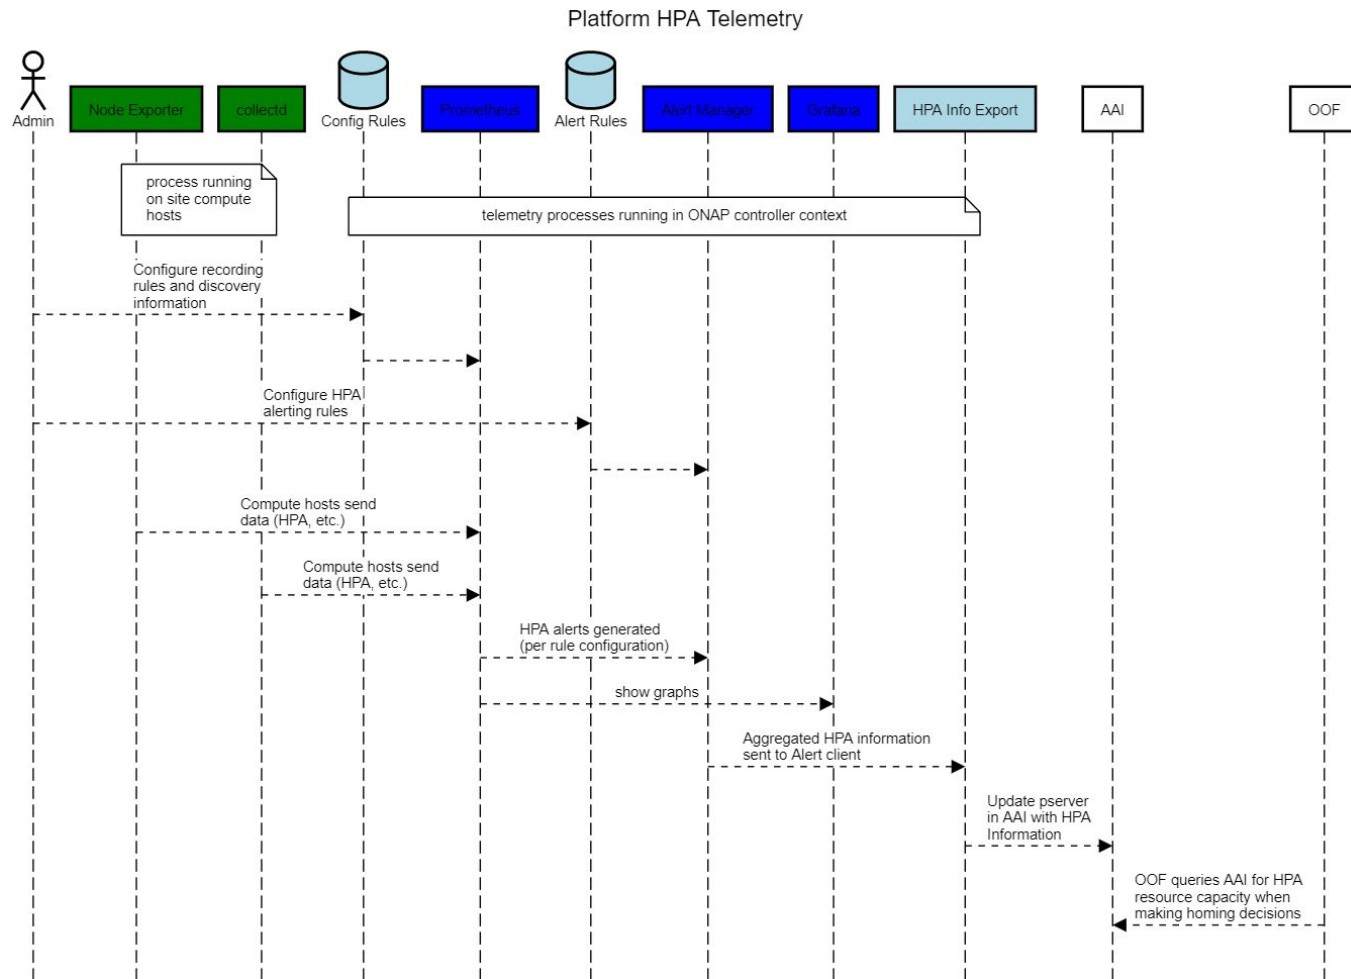 Platform HPA Telemetry
Admin
Node Exporter
collectd
Config Rules
Prometheus
Alert Rules
Alert Manager
Grafana
HPA Info Export
AAI
OOF
process running
on site compute
hosts
telemetry processes running in ONAP controller context
Configure recording
rules and discovery
information
Configure HPA
alerting rules
Compute hosts send
data (HPA, etc.)
Compute hosts send
data (HPA, etc.)
HPA alerts generated
(per rule configuration)
show graphs
Aggregated HPA information
sent to Alert client
Update pserver
in AAI with HPA
Information
OOF queries AAI for HPA
resource capacity when
making homing decisions